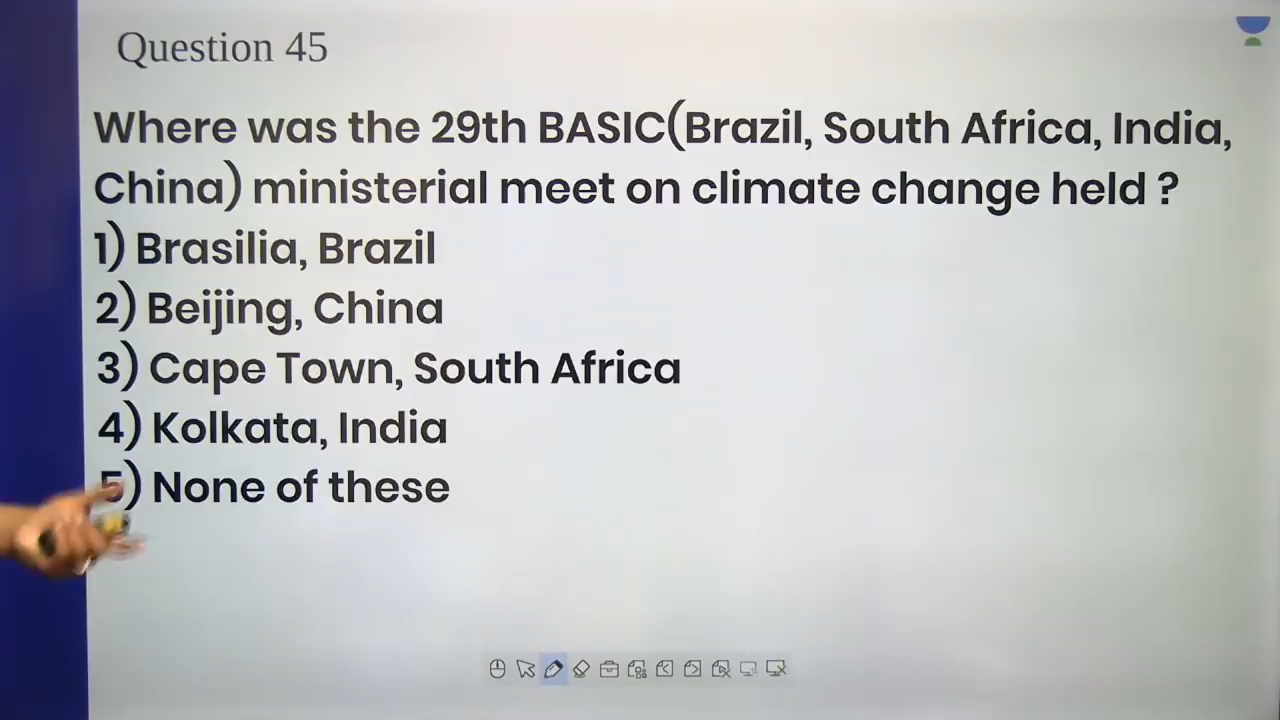 Question 45
Where was the 29th BASIC(Brazil, South Africa, India,
China) ministerial meet on climate change held ?
1) Brasilia, Brazil
2) Beijing, China
3) Cape Town, South Africa
4) Kolkata, India
5) None of these